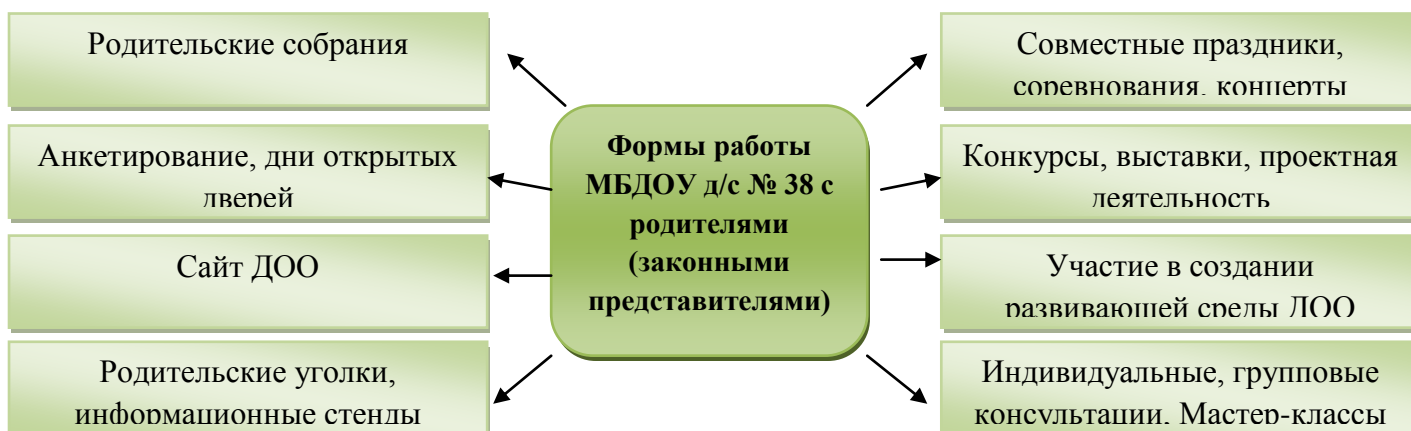 Родительские собрания
Анкетирование, дни открытых
дверей
Сайт ДОО
Родительские уголки,
информационные стенды
Формы работы
МБДОУ д/с № 38 с
родителями
(законными
представителями)
Совместные праздники,
соревнования, концерты
Конкурсы, выставки, проектная
деятельность
Участие в создании
развивающей среды ДОО
Индивидуальные, групповые
консультации, Мастер-классы